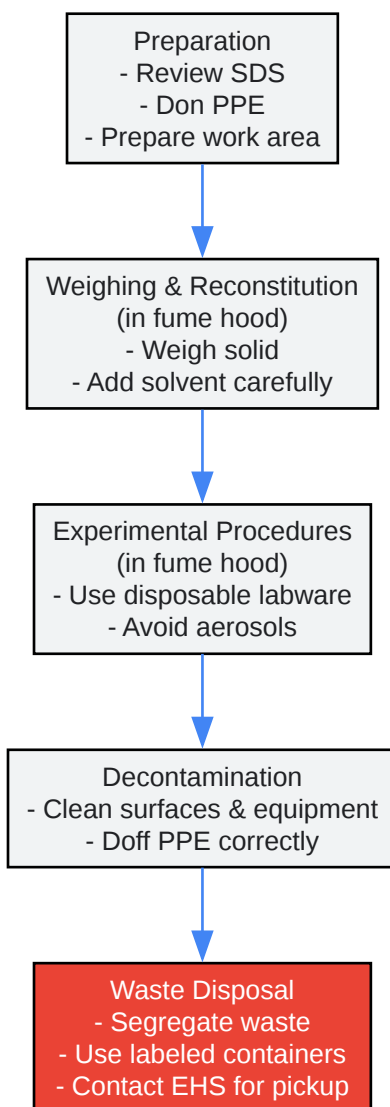 Preparation
- Review SDS
- Don PPE
- Prepare work area
Weighing & Reconstitution
(in fume hood)
- Weigh solid
- Add solvent carefully
Experimental Procedures
(in fume hood)
- Use disposable labware
- Avoid aerosols
Decontamination
- Clean surfaces & equipment
- Doff PPE correctly
Waste Disposal
- Segregate waste
- Use labeled containers
- Contact EHS for pickup